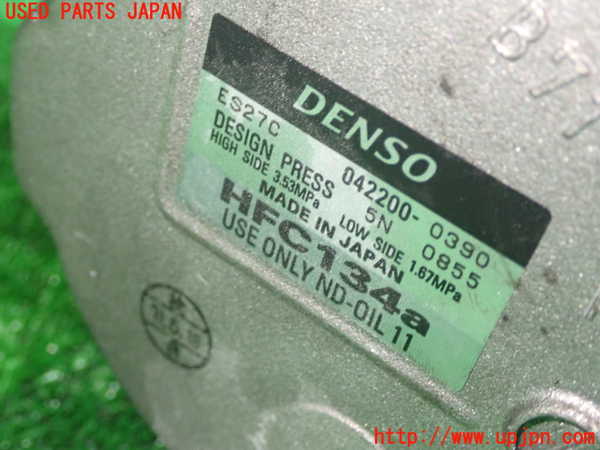 USED PARTS JAPAN
B77
DENSO
ES27C 042200-0390
DESIGN PRESS 5N 0855
HIGH SIDE 3.53MPa LOW SIDE 1.67MPa
MADE IN JAPAN
HFC134a
USE ONLY ND-OIL 11
http://www.upjpn.com/